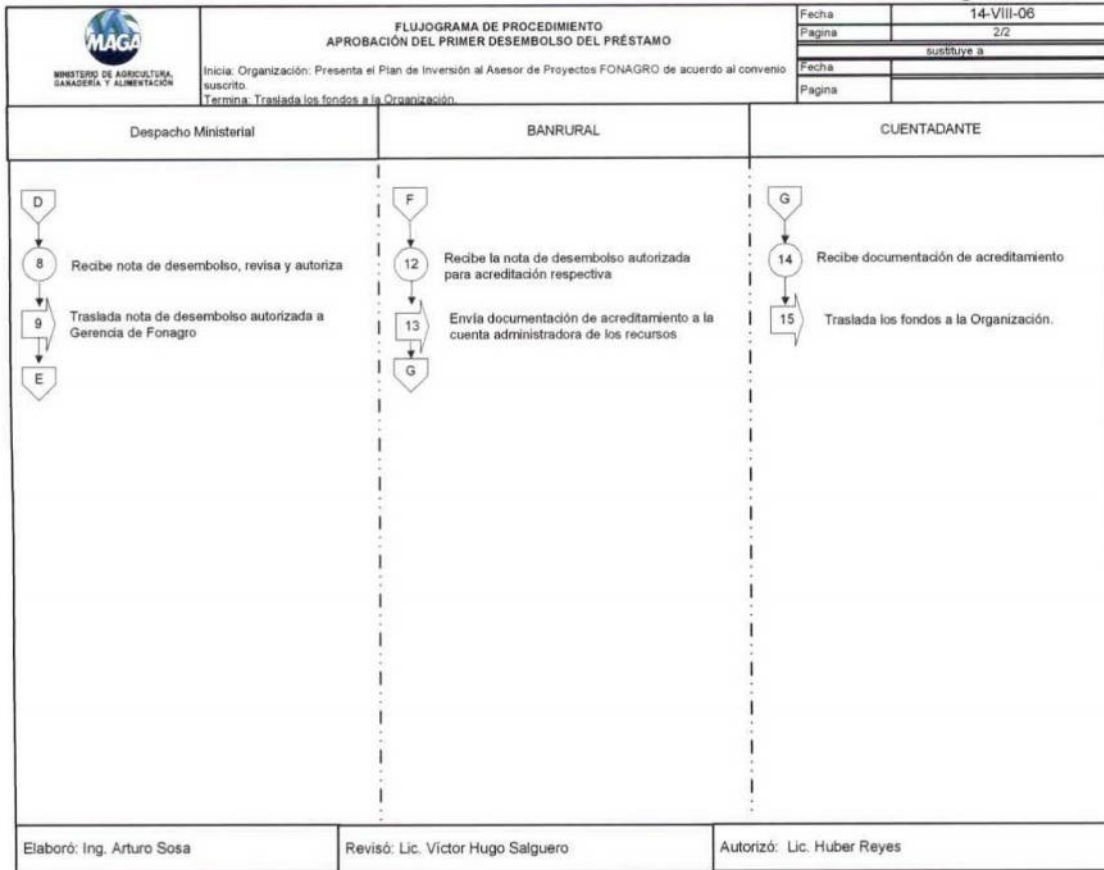 MAGA
MINISTERIO DE AGRICULTURA,
GANADERÍA Y ALIMENTACIÓN
FLUJOGRAMA DE PROCEDIMIENTO
APROBACIÓN DEL PRIMER DESEMBOLSO DEL PRÉSTAMO
Inicia: Organización: Presenta el Plan de Inversión al Asesor de Proyectos FONAGRO de acuerdo al convenio
suscrito.
Termina: Traslada los fondos a la Organización.
Fecha 14-VIII-06
Pagina 2/2
sustituye a
Fecha
Pagina
Despacho Ministerial
BANRURAL
CUENTADANTE
D
8 Recibe nota de desembolso, revisa y autoriza
9 Traslada nota de desembolso autorizada a
Gerencia de Fonagro
E
F
12 Recibe la nota de desembolso autorizada
para acreditación respectiva
13 Envía documentación de acreditamiento a la
cuenta administradora de los recursos
G
G
14 Recibe documentación de acreditamiento
15 Traslada los fondos a la Organización.
Elaboró: Ing. Arturo Sosa
Revisó: Lic. Víctor Hugo Salguero
Autorizó: Lic. Huber Reyes